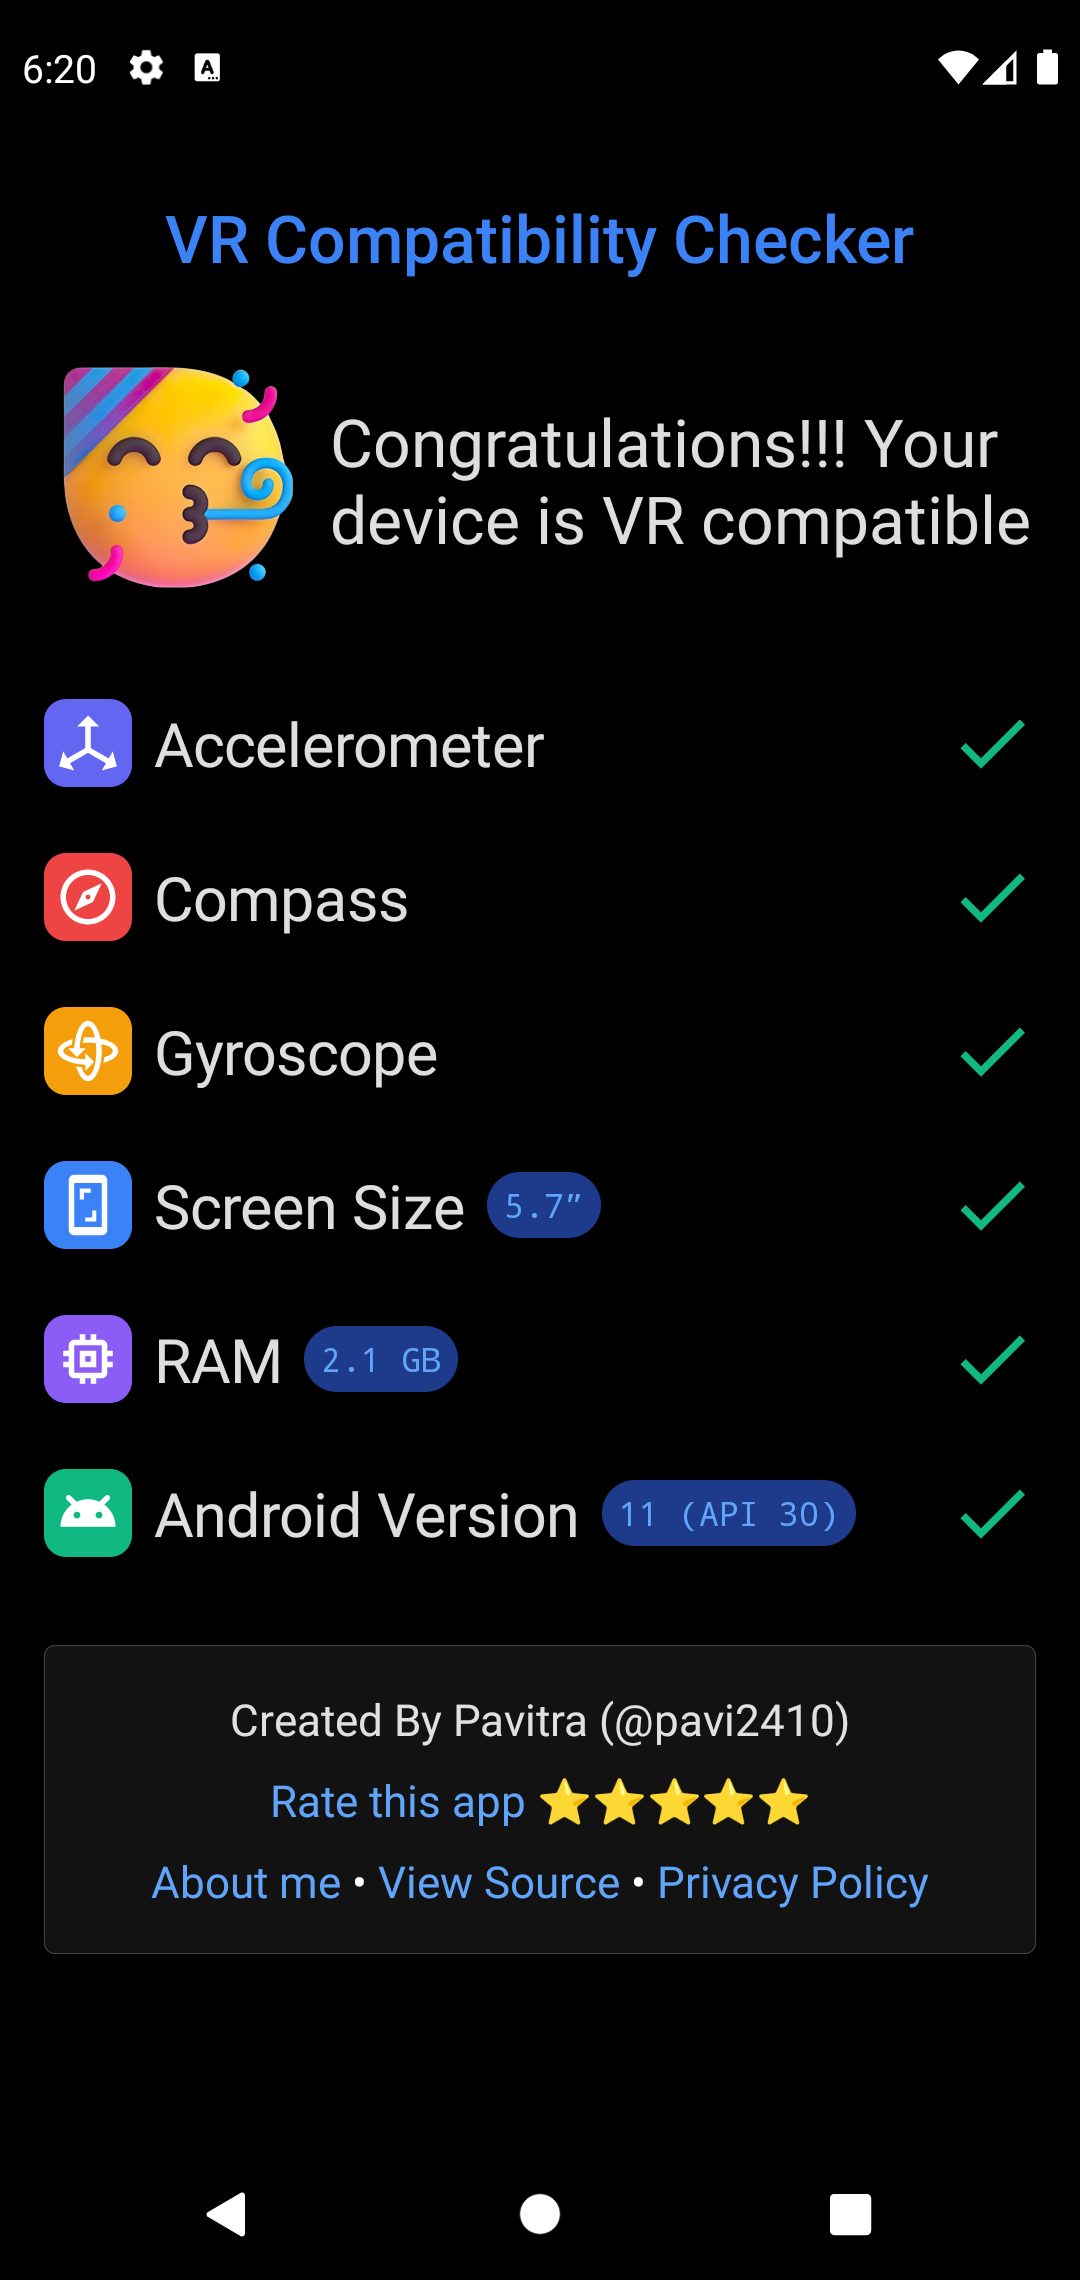 6:20
VR Compatibility Checker
Congratulations!!! Your
device is VR compatible
Accelerometer
Compass
Gyroscope
Screen Size 5.7”
RAM 2.1 GB
Android Version 11 (API 30)
Created By Pavitra (@pavi2410)
Rate this app ⭐⭐⭐⭐⭐
About me • View Source • Privacy Policy